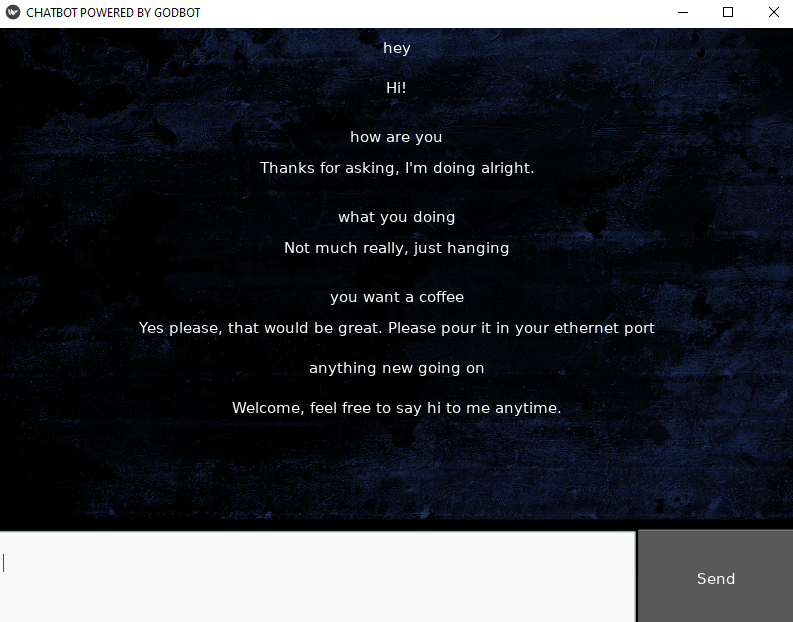 CHATBOT POWERED BY GODBOT
hey
Hi!
how are you
Thanks for asking, I'm doing alright.
what you doing
Not much really, just hanging
you want a coffee
Yes please, that would be great. Please pour it in your ethernet port
anything new going on
Welcome, feel free to say hi to me anytime.
Send